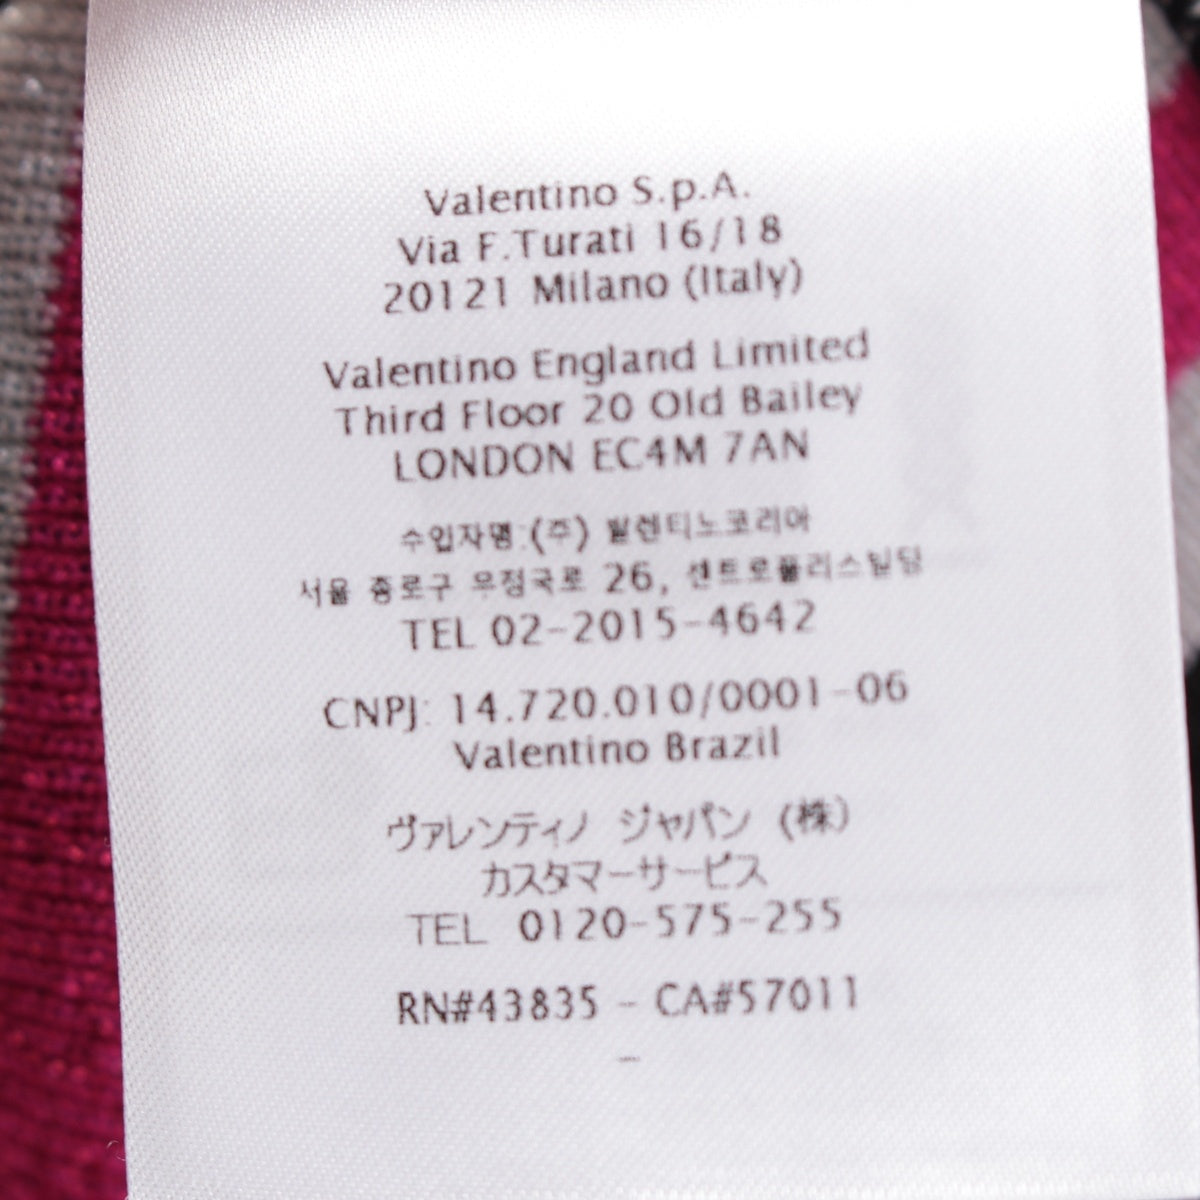 Valentino S.p.A.
Via F.Turati 16/18
20121 Milano (Italy)
Valentino England Limited
Third Floor 20 Old Bailey
LONDON EC4M 7AN
수입자명:(주) 발렌티노코리아
서울 종로구 우정국로 26, 센트로폴리스빌딩
TEL 02-2015-4642
CNPJ: 14.720.010/0001-06
Valentino Brazil
ヴァレンティノ ジャパン (株)
カスタマーサービス
TEL 0120-575-255
RN#43835 - CA#57011
-